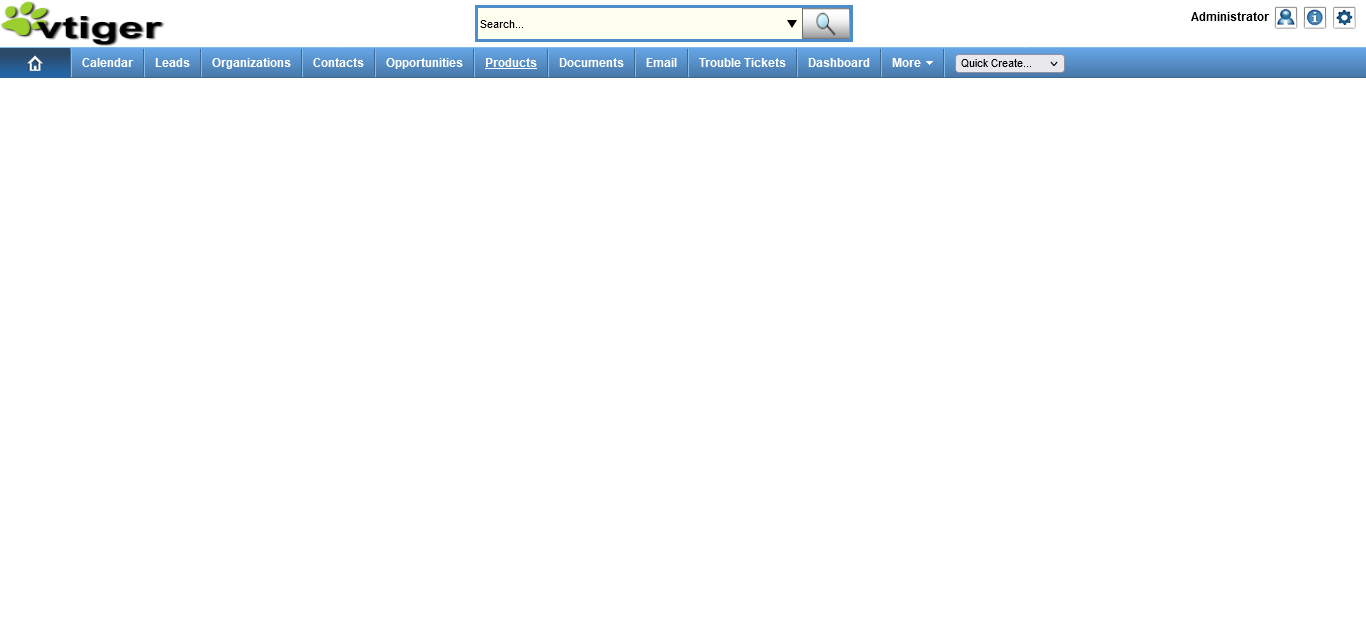 vtiger
Search...
Administrator
Calendar
Leads
Organizations
Contacts
Opportunities
Products
Documents
Email
Trouble Tickets
Dashboard
More
Quick Create...